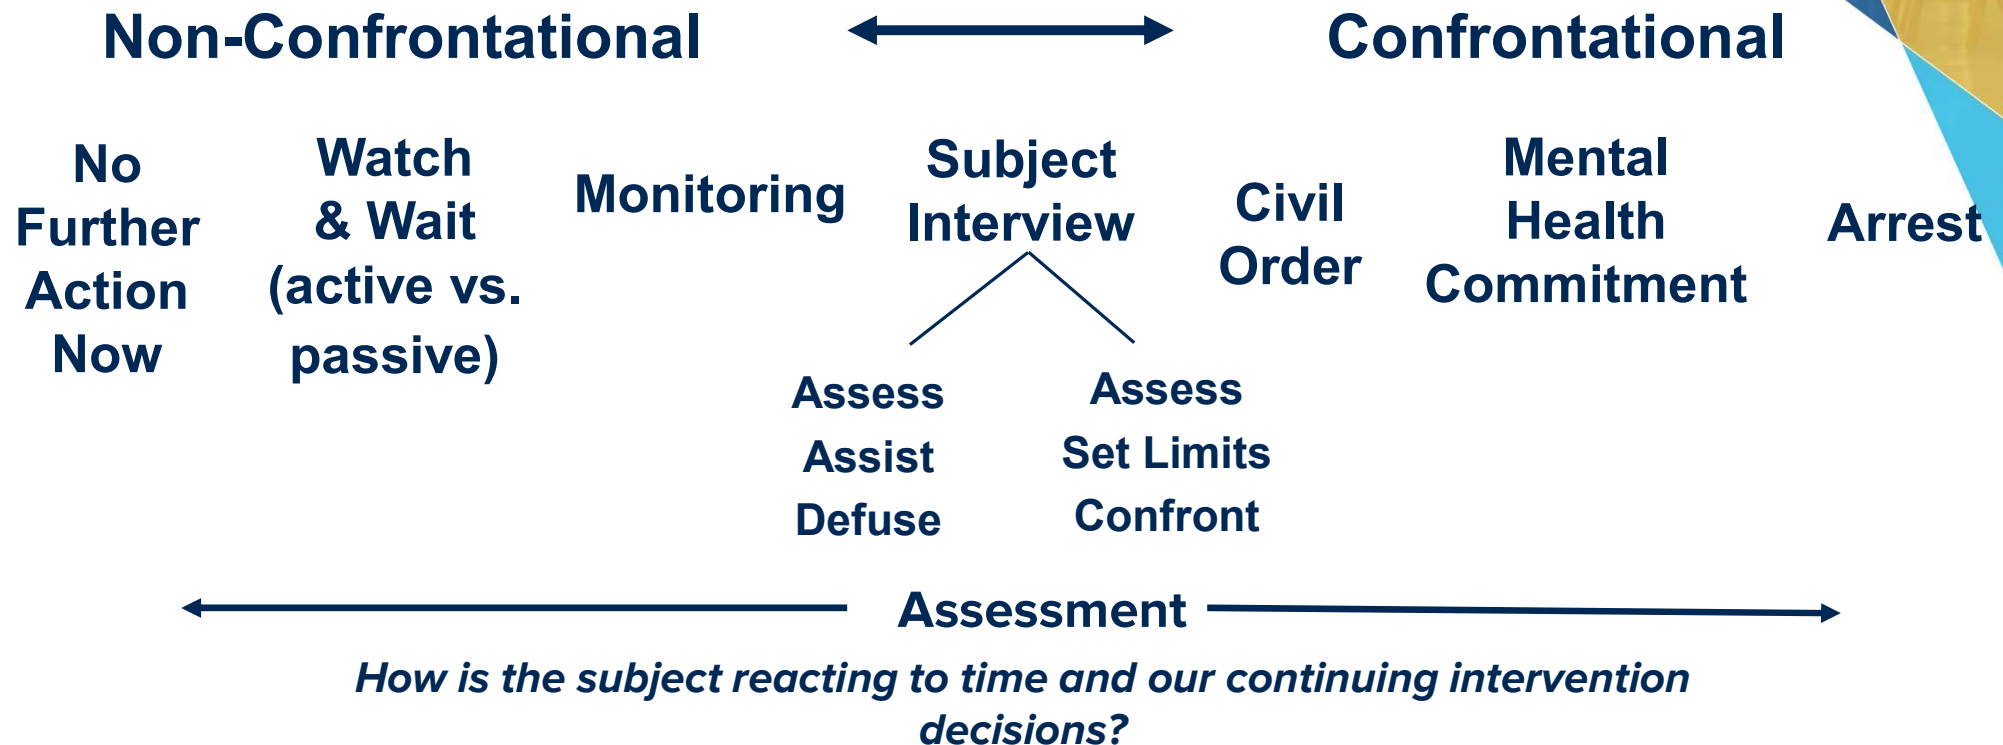 Non-Confrontational
Confrontational
No
Further
Action
Now
Watch
& Wait
(active vs.
passive)
Monitoring
Subject
Interview
Assess
Assist
Defuse
Assess
Set Limits
Confront
Civil
Order
Mental
Health
Commitment
Arrest
Assessment
How is the subject reacting to time and our continuing intervention
decisions?